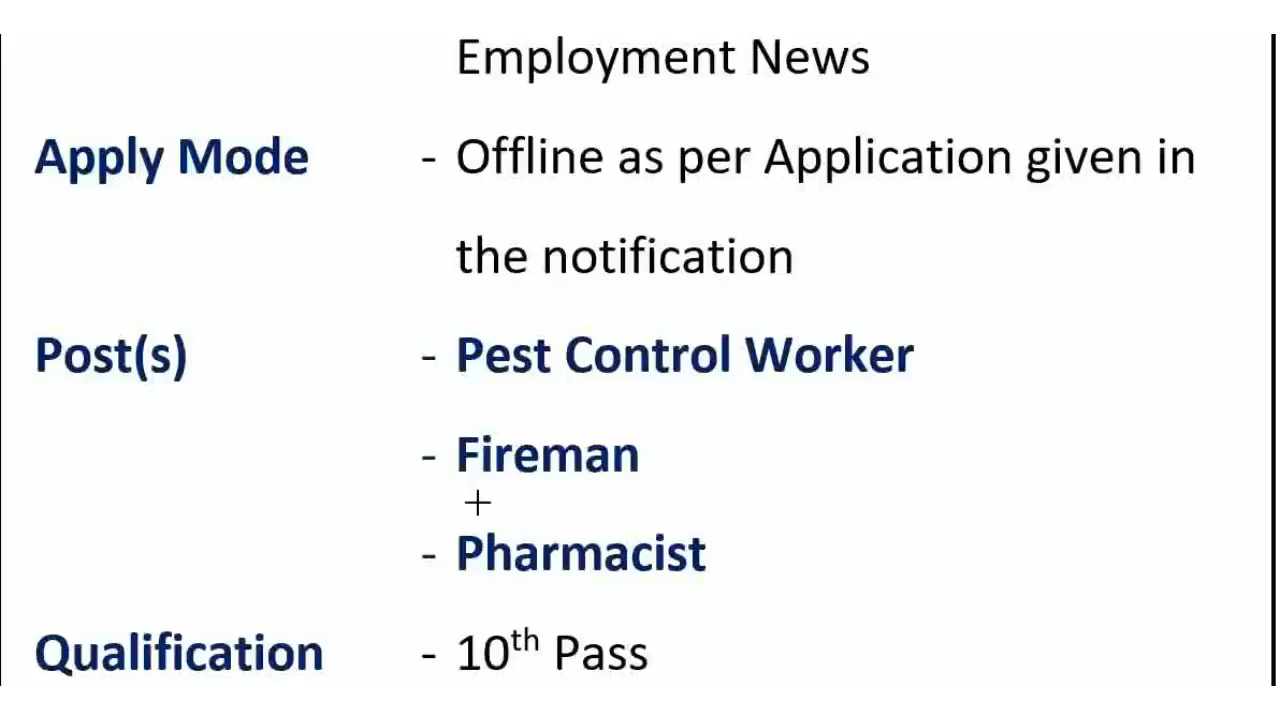 Employment News
Apply Mode - Offline as per Application given in
the notification
Post(s) - Pest Control Worker
- Fireman
- Pharmacist
Qualification - 10th Pass